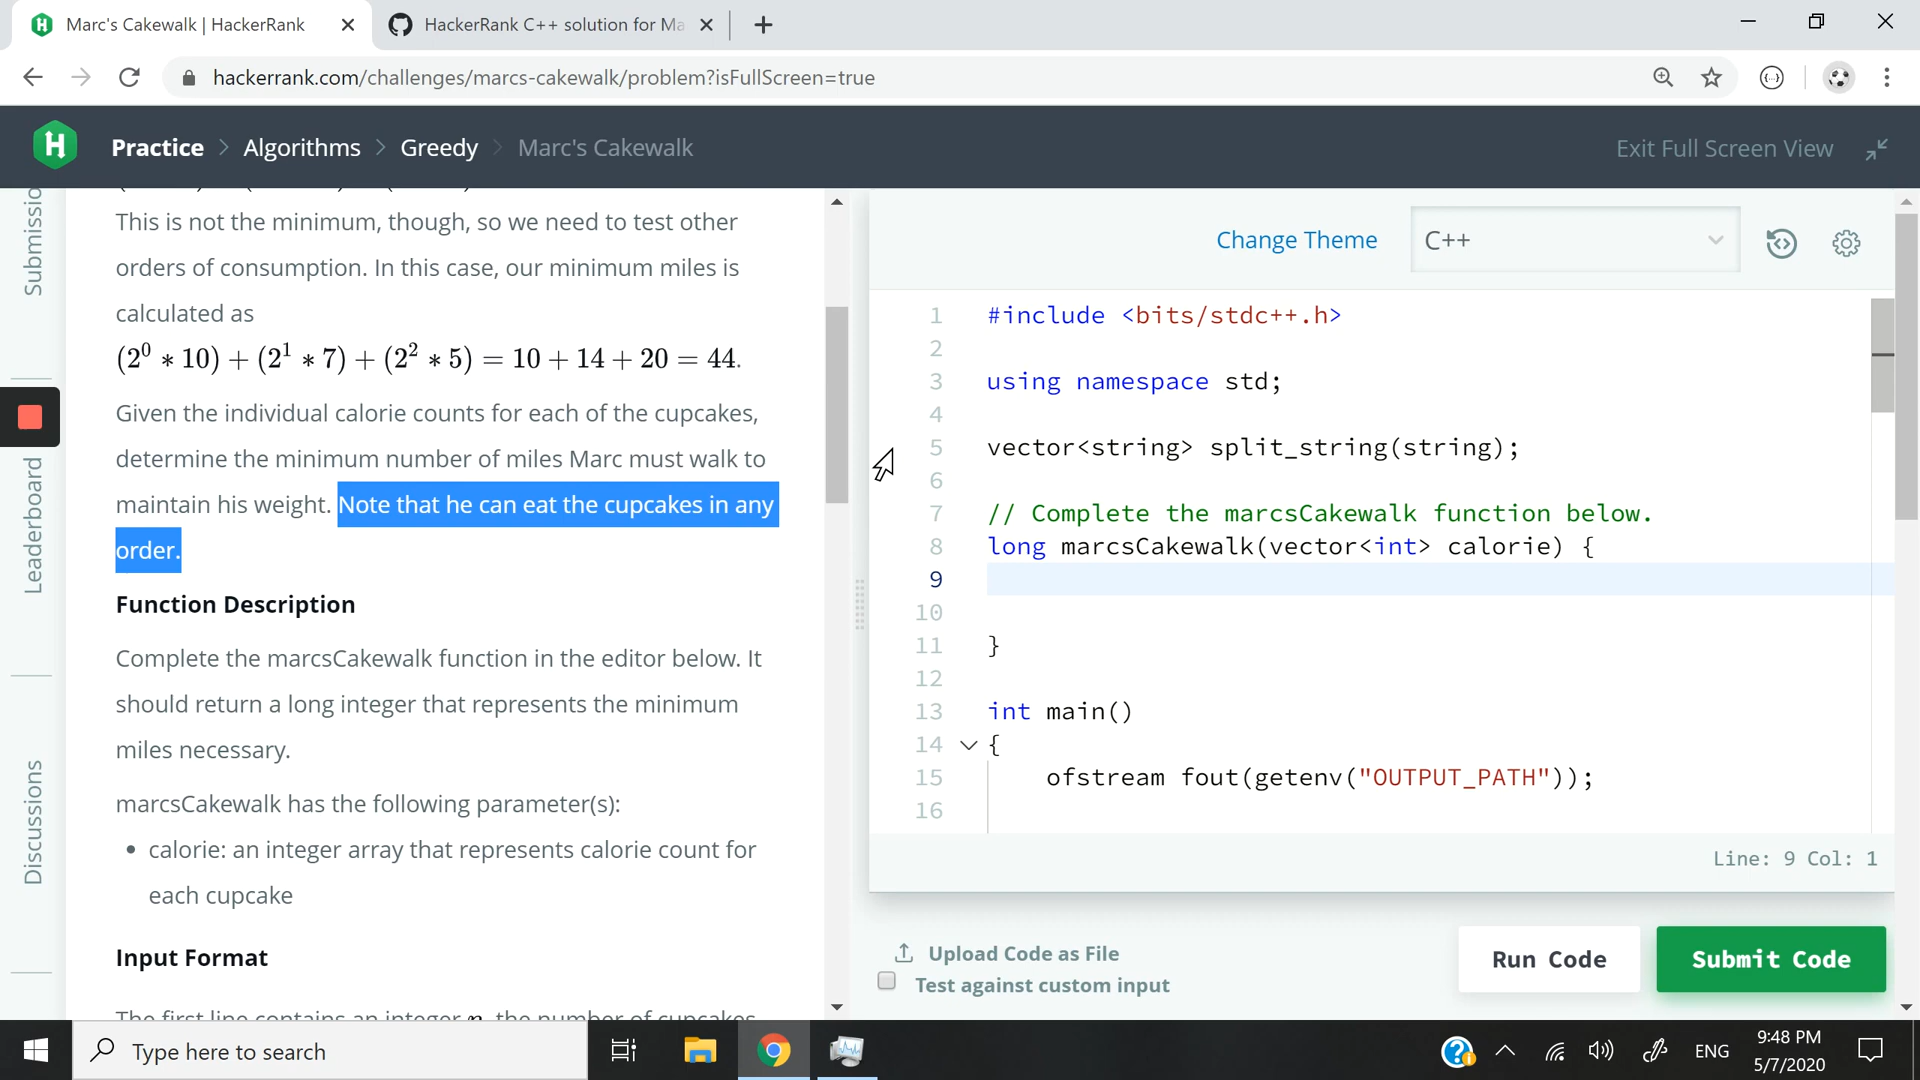 Marc's Cakewalk | HackerRank
HackerRank C++ solution for Ma
hackerrank.com/challenges/marcs-cakewalk/problem?isFullScreen=true
H
Practice > Algorithms > Greedy > Marc's Cakewalk
Exit Full Screen View
Leaderboard
Discussions
This is not the minimum, though, so we need to test other
orders of consumption. In this case, our minimum miles is
calculated as
(2⁰ * 10) + (2¹ * 7) + (2² * 5) = 10 + 14 + 20 = 44.
Given the individual calorie counts for each of the cupcakes,
determine the minimum number of miles Marc must walk to
maintain his weight. Note that he can eat the cupcakes in any
order.
Function Description
Complete the marcsCakewalk function in the editor below. It
should return a long integer that represents the minimum
miles necessary.
marcsCakewalk has the following parameter(s):
• calorie: an integer array that represents calorie count for
each cupcake
Input Format
The first line contains an integer n, the number of cupcakes
Change Theme
C++
1 #include <bits/stdc++.h>
2
3 using namespace std;
4
5 vector<string> split_string(string);
6
7 // Complete the marcsCakewalk function below.
8 long marcsCakewalk(vector<int> calorie) {
9
10
11 }
12
13 int main()
14 {
15 ofstream fout(getenv("OUTPUT_PATH"));
16
Line: 9 Col: 1
Upload Code as File
Test against custom input
Run Code
Submit Code
Type here to search
ENG
9:48 PM
5/7/2020